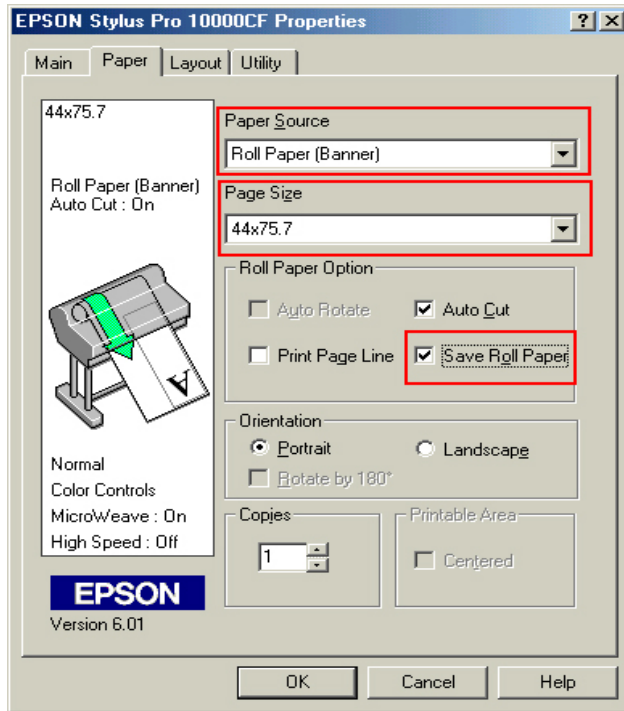 EPSON Stylus Pro 10000CF Properties
Main Paper Layout Utility
44x75.7
Roll Paper (Banner)
Auto Cut : On
A
Normal
Color Controls
MicroWeave : On
High Speed : Off
EPSON
Version 6.01
Paper Source
Roll Paper (Banner)
Page Size
44x75.7
Roll Paper Option
Auto Rotate
Auto Cut
Print Page Line
Save Roll Paper
Orientation
Portrait
Landscape
Rotate by 180°
Copies
1
Printable Area
Centered
OK Cancel Help